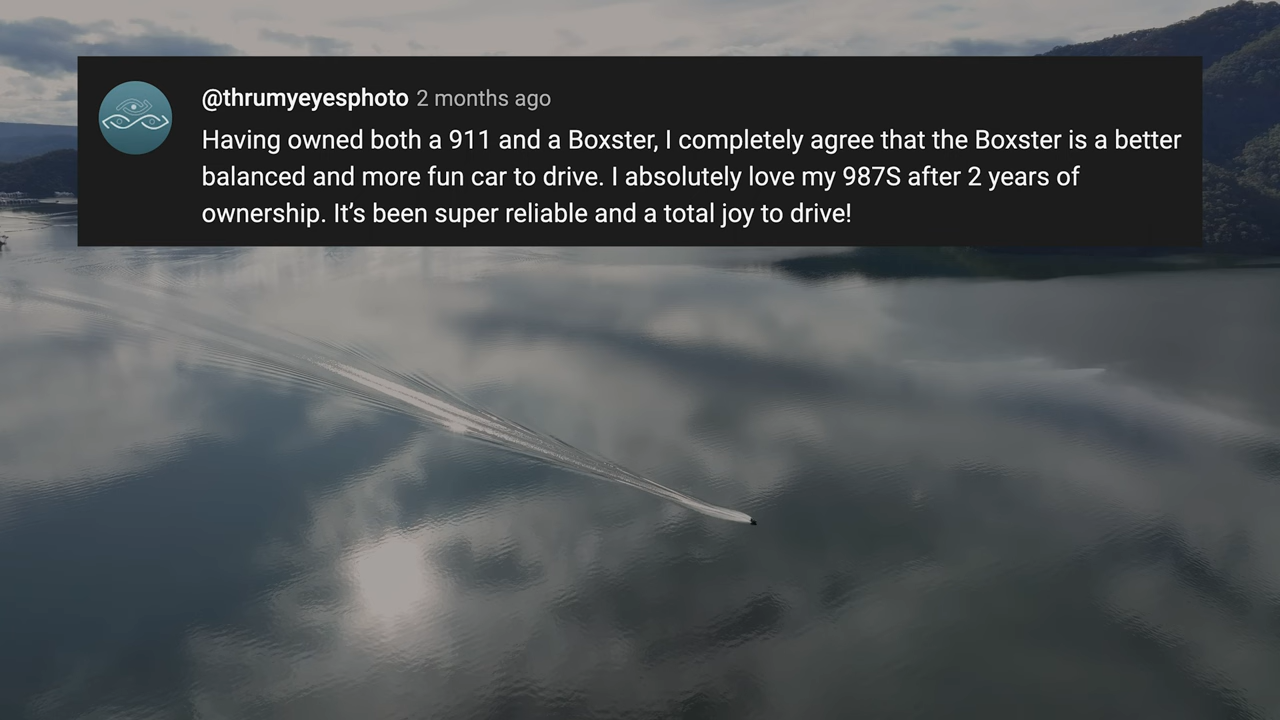 @thrumyeyesphoto 2 months ago
Having owned both a 911 and a Boxster, I completely agree that the Boxster is a better
balanced and more fun car to drive. I absolutely love my 987S after 2 years of
ownership. It’s been super reliable and a total joy to drive!